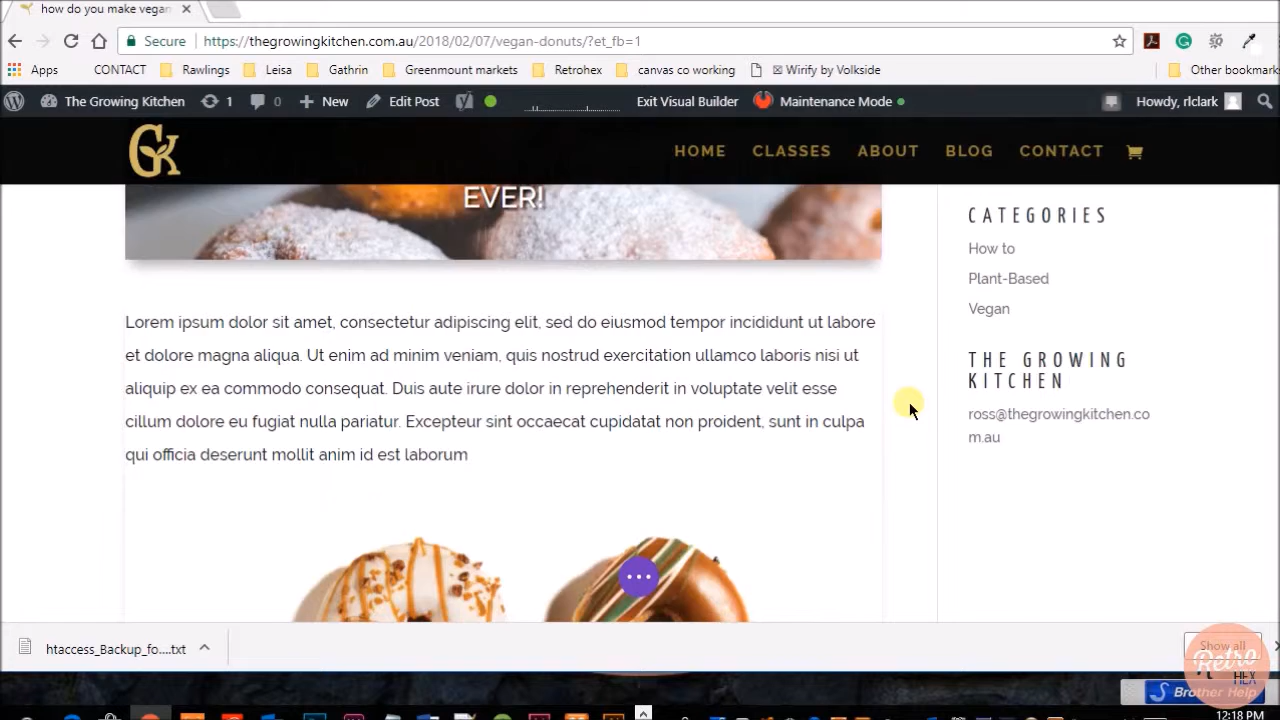 how do you make vegan
Secure https://thegrowingkitchen.com.au/2018/02/07/vegan-donuts/?et_fb=1
Apps CONTACT Rawlings Leisa Gathrin Greenmount markets Retrohex canvas co working Wirify by Volkside Other bookmark
The Growing Kitchen 1 0 New Edit Post Exit Visual Builder Maintenance Mode Howdy, rlclark
GK HOME CLASSES ABOUT BLOG CONTACT
EVER!
CATEGORIES
How to
Plant-Based
Vegan
Lorem ipsum dolor sit amet, consectetur adipiscing elit, sed do eiusmod tempor incididunt ut labore
et dolore magna aliqua. Ut enim ad minim veniam, quis nostrud exercitation ullamco laboris nisi ut
aliquip ex ea commodo consequat. Duis aute irure dolor in reprehenderit in voluptate velit esse
cillum dolore eu fugiat nulla pariatur. Excepteur sint occaecat cupidatat non proident, sunt in culpa
qui officia deserunt mollit anim id est laborum
THE GROWING
KITCHEN
ross@thegrowingkitchen.co
m.au
htaccess_Backup_fo....txt
Show all
Retro
HEX
Brother Help
12:18 PM